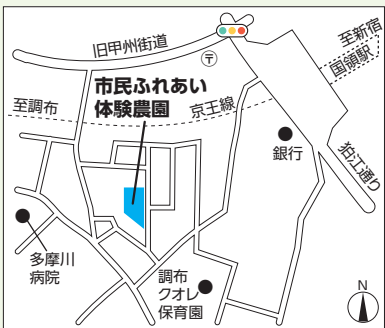 旧甲州街道
〒
至新宿
国領駅
市民ふれあい
体験農園
至調布
京王線
銀行
狛江通り
多摩川
病院
調布
クオレ
保育園
N